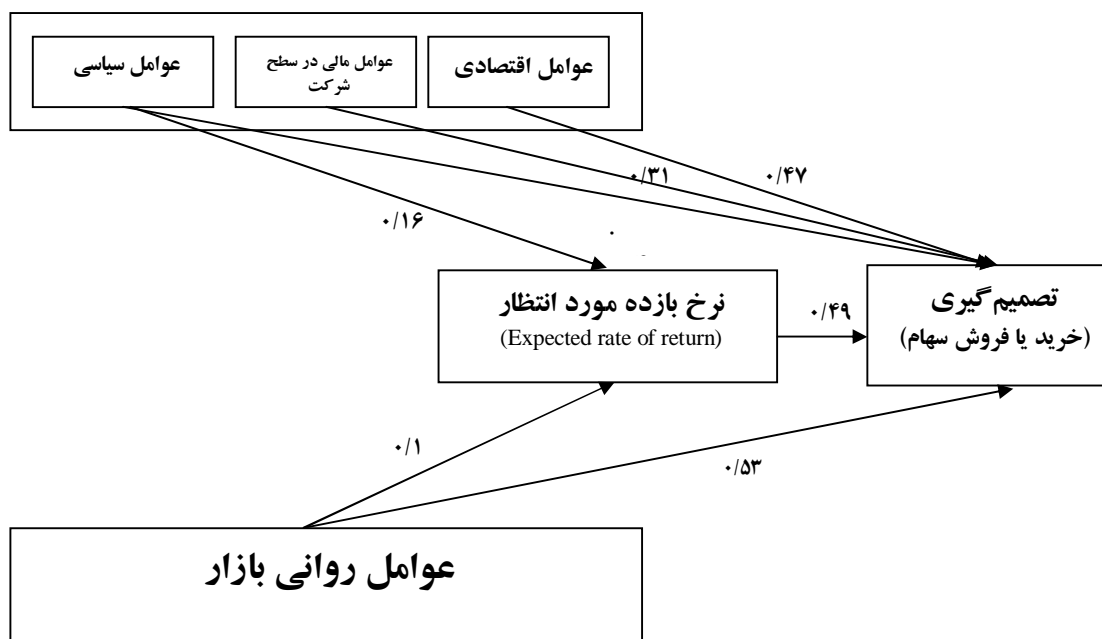 عوامل اقتصادی
عوامل مالی در سطح
شرکت
عوامل سیاسی
۰/۴۷
۰/۳۱
۰/۱۶
تصمیم‌گیری
(خرید یا فروش سهام)
۰/۴۹
نرخ بازده مورد انتظار
(Expected rate of return)
۰/۱
۰/۵۳
عوامل روانی بازار